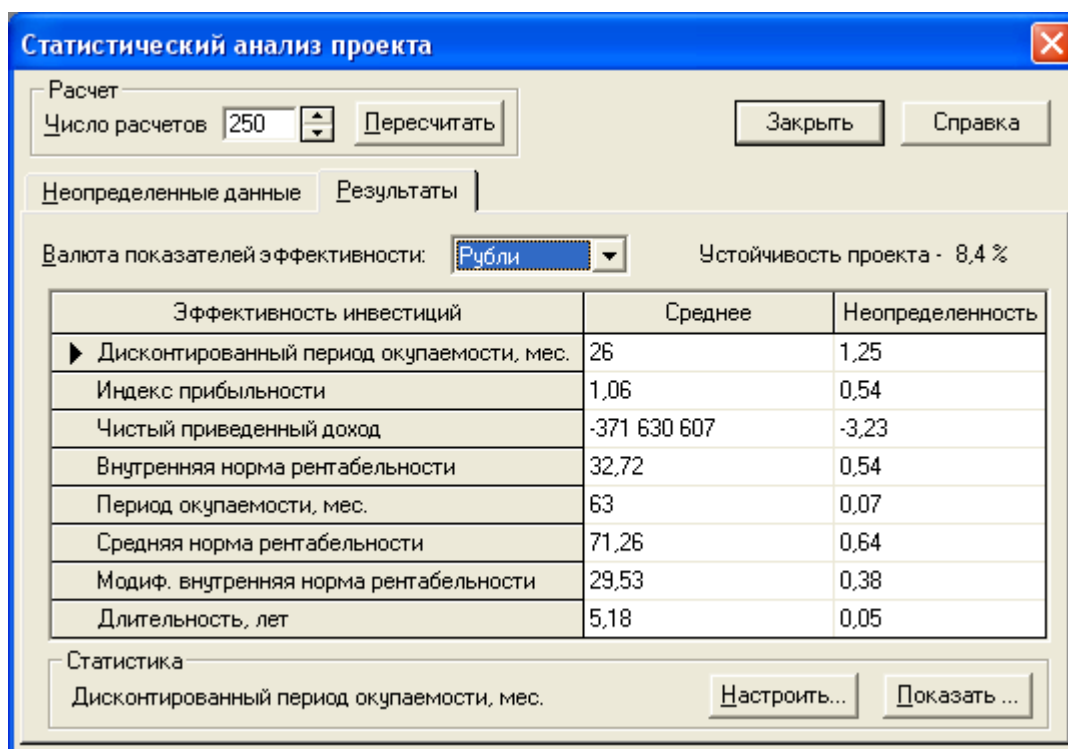 Статистический анализ проекта
Расчет
Число расчетов 250 Пересчитать Закрыть Справка
Неопределенные данные Результаты
Валюта показателей эффективности: Рубли Устойчивость проекта - 8,4 %
Эффективность инвестиций Среднее Неопределенность
Дисконтированный период окупаемости, мес. 26 1,25
Индекс прибыльности 1,06 0,54
Чистый приведенный доход -371 630 607 -3,23
Внутренняя норма рентабельности 32,72 0,54
Период окупаемости, мес. 63 0,07
Средняя норма рентабельности 71,26 0,64
Модиф. внутренняя норма рентабельности 29,53 0,38
Длительность, лет 5,18 0,05
Статистика
Дисконтированный период окупаемости, мес. Настроить... Показать ...